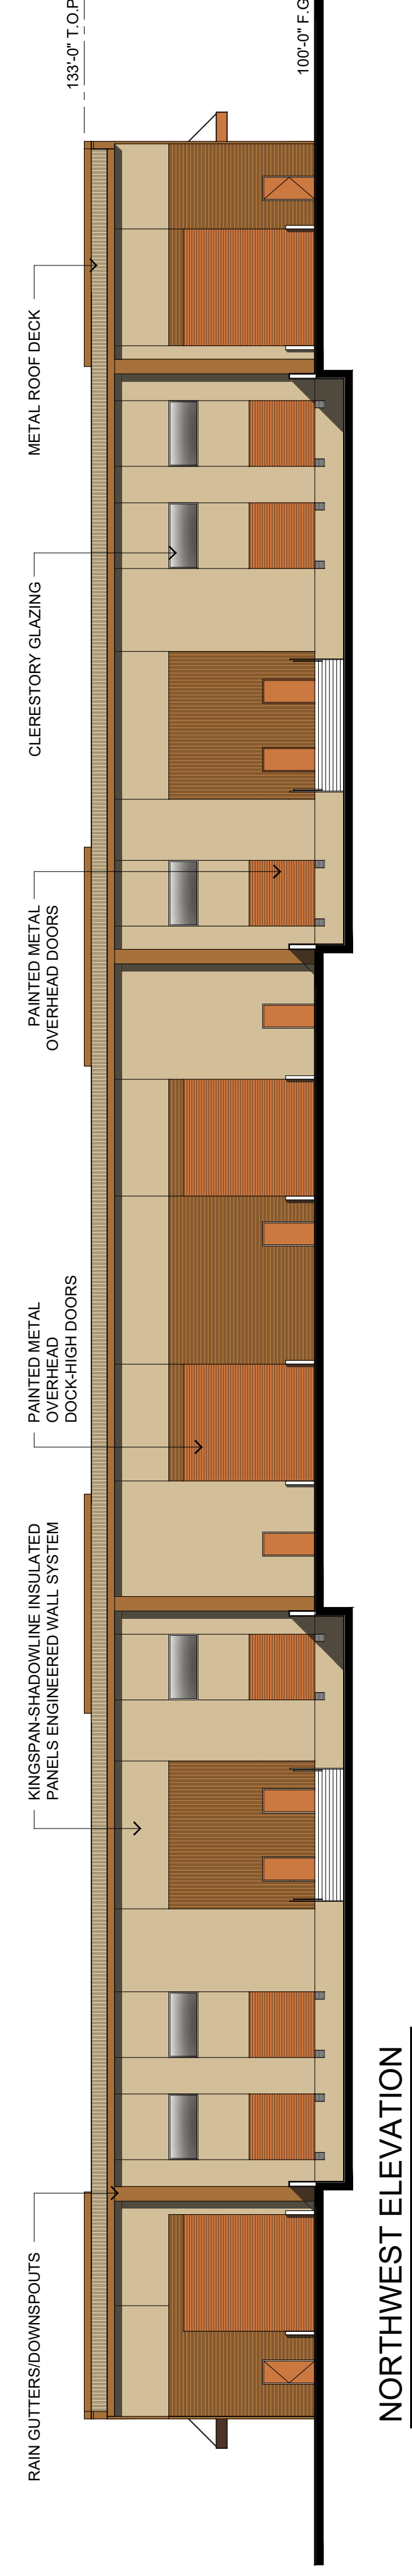 RAIN GUTTERS/DOWNSPOUTS
KINGSPAN-SHADOWLINE INSULATED
PANELS ENGINEERED WALL SYSTEM
PAINTED METAL
OVERHEAD
DOCK-HIGH DOORS
PAINTED METAL
OVERHEAD DOORS
CLERESTORY GLAZING
METAL ROOF DECK
133'-0" T.O.P
100'-0" F.G
NORTHWEST ELEVATION